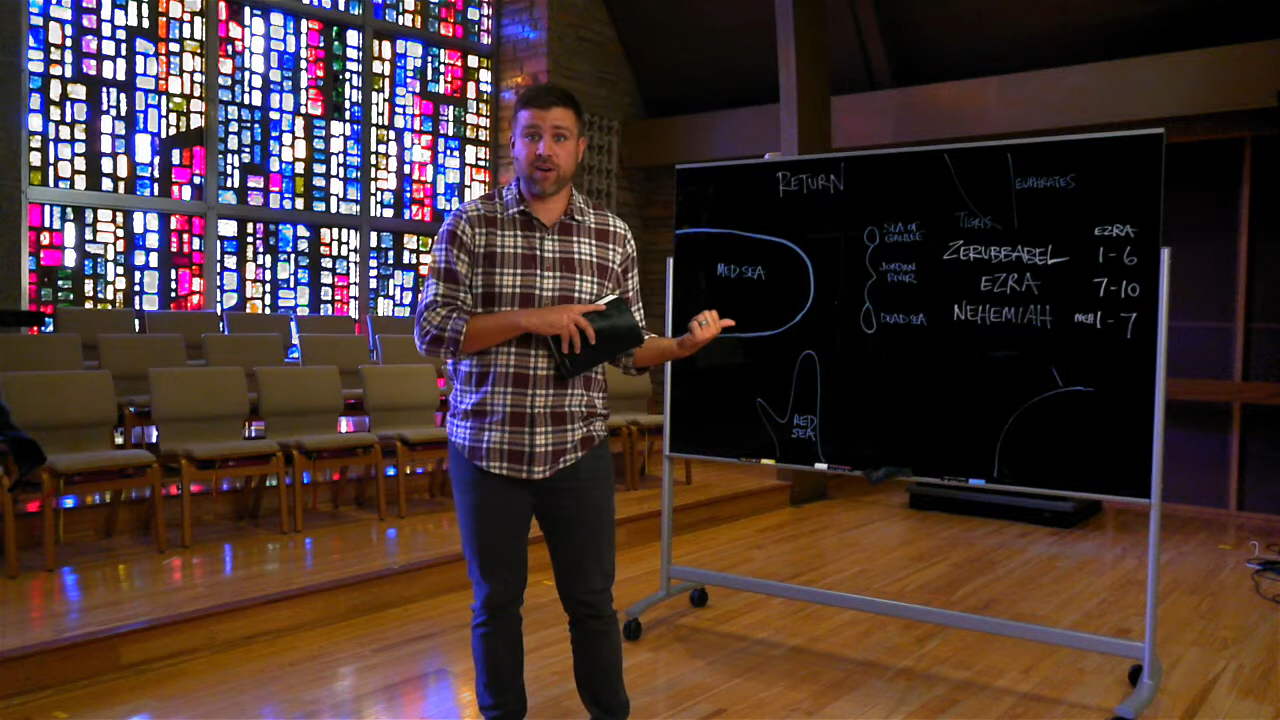 RETURN
EUPHRATES
TIGRIS
SEA OF
GALILEE
MED SEA
JORDAN
RIVER
DEAD SEA
RED
SEA
EZRA
ZERUBBABEL 1-6
EZRA 7-10
NEHEMIAH NEH 1-7